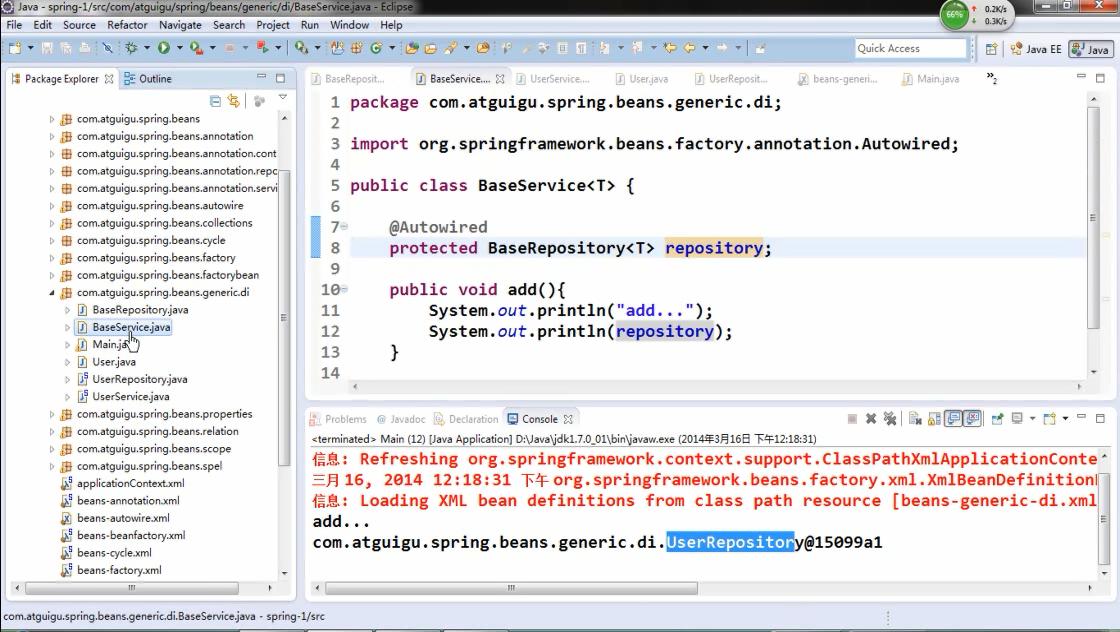 Java - spring-1/src/com/atguigu/spring/beans/generic/di/BaseService.java - Eclipse
66%
0.2K/s
0.3K/s
File Edit Source Refactor Navigate Search Project Run Window Help
Quick Access
Java EE
Java
Package Explorer
Outline
com.atguigu.spring.beans
com.atguigu.spring.beans.annotation
com.atguigu.spring.beans.annotation.cont
com.atguigu.spring.beans.annotation.repo
com.atguigu.spring.beans.annotation.servi
com.atguigu.spring.beans.autowire
com.atguigu.spring.beans.collections
com.atguigu.spring.beans.cycle
com.atguigu.spring.beans.factory
com.atguigu.spring.beans.factorybean
com.atguigu.spring.beans.generic.di
BaseRepository.java
BaseService.java
Main.ja
User.java
UserRepository.java
UserService.java
com.atguigu.spring.beans.properties
com.atguigu.spring.beans.relation
com.atguigu.spring.beans.scope
com.atguigu.spring.beans.spel
applicationContext.xml
beans-annotation.xml
beans-autowire.xml
beans-beanfactory.xml
beans-cycle.xml
beans-factory.xml
BaseReposit... BaseService.... UserService.... User.java UserReposit... beans-generi... Main.java »2
1 package com.atguigu.spring.beans.generic.di;
2
3 import org.springframework.beans.factory.annotation.Autowired;
4
5 public class BaseService<T> {
6
7 @Autowired
8 protected BaseRepository<T> repository;
9
10 public void add(){
11 System.out.println("add...");
12 System.out.println(repository);
13 }
14
Problems @ Javadoc Declaration Console
<terminated> Main (12) [Java Application] D:\Java\jdk1.7.0_01\bin\javaw.exe (2014年3月16日 下午12:18:31)
信息: Refreshing org.springframework.context.support.ClassPathXmlApplicationConte
三月 16, 2014 12:18:31 下午 org.springframework.beans.factory.xml.XmlBeanDefinition
信息: Loading XML bean definitions from class path resource [beans-generic-di.xml
add...
com.atguigu.spring.beans.generic.di.UserRepository@15099a1
com.atguigu.spring.beans.generic.di.BaseService.java - spring-1/src